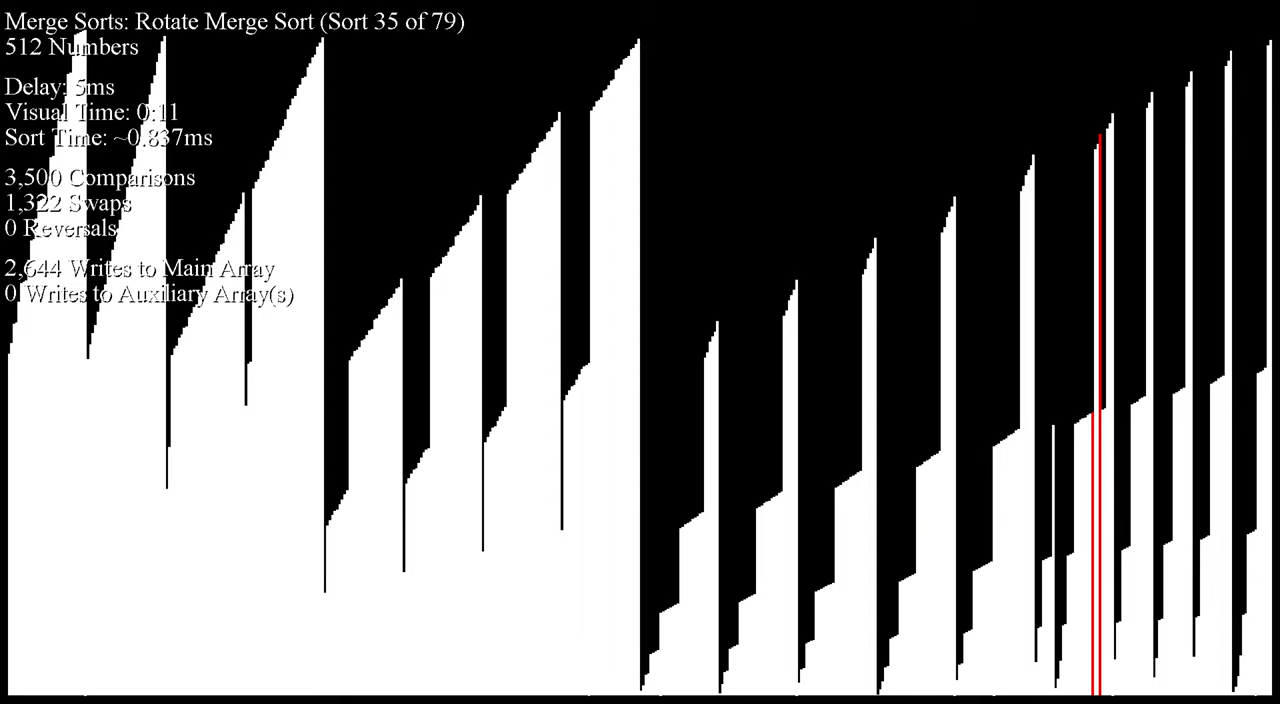 Merge Sorts: Rotate Merge Sort (Sort 35 of 79)
512 Numbers
Delay: 5ms
Visual Time: 0:11
Sort Time: ~0.837ms
3,500 Comparisons
1,322 Swaps
0 Reversals
2,644 Writes to Main Array
0 Writes to Auxiliary Array(s)